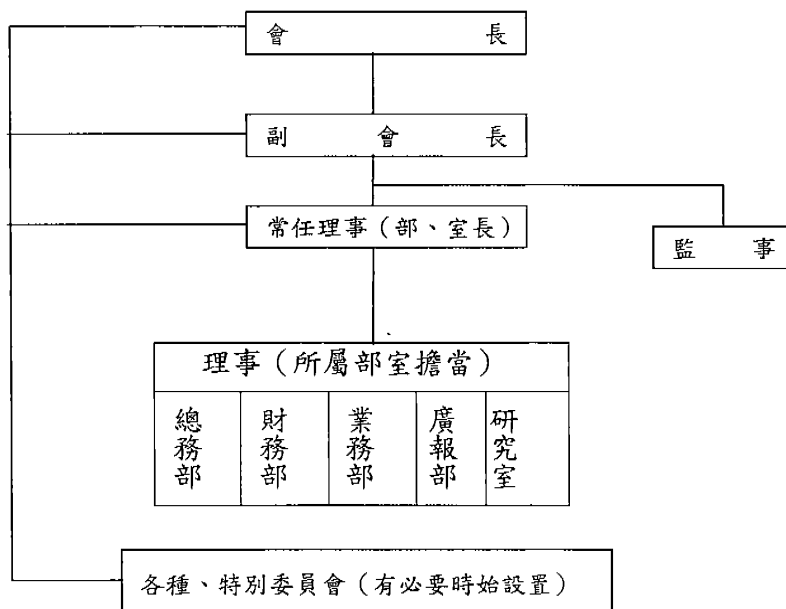 會長
副會長
常任理事（部、室長）
監事
理事（所屬部室擔當）
總務部
財務部
業務部
廣報部
研究室
各種、特別委員會（有必要時始設置）